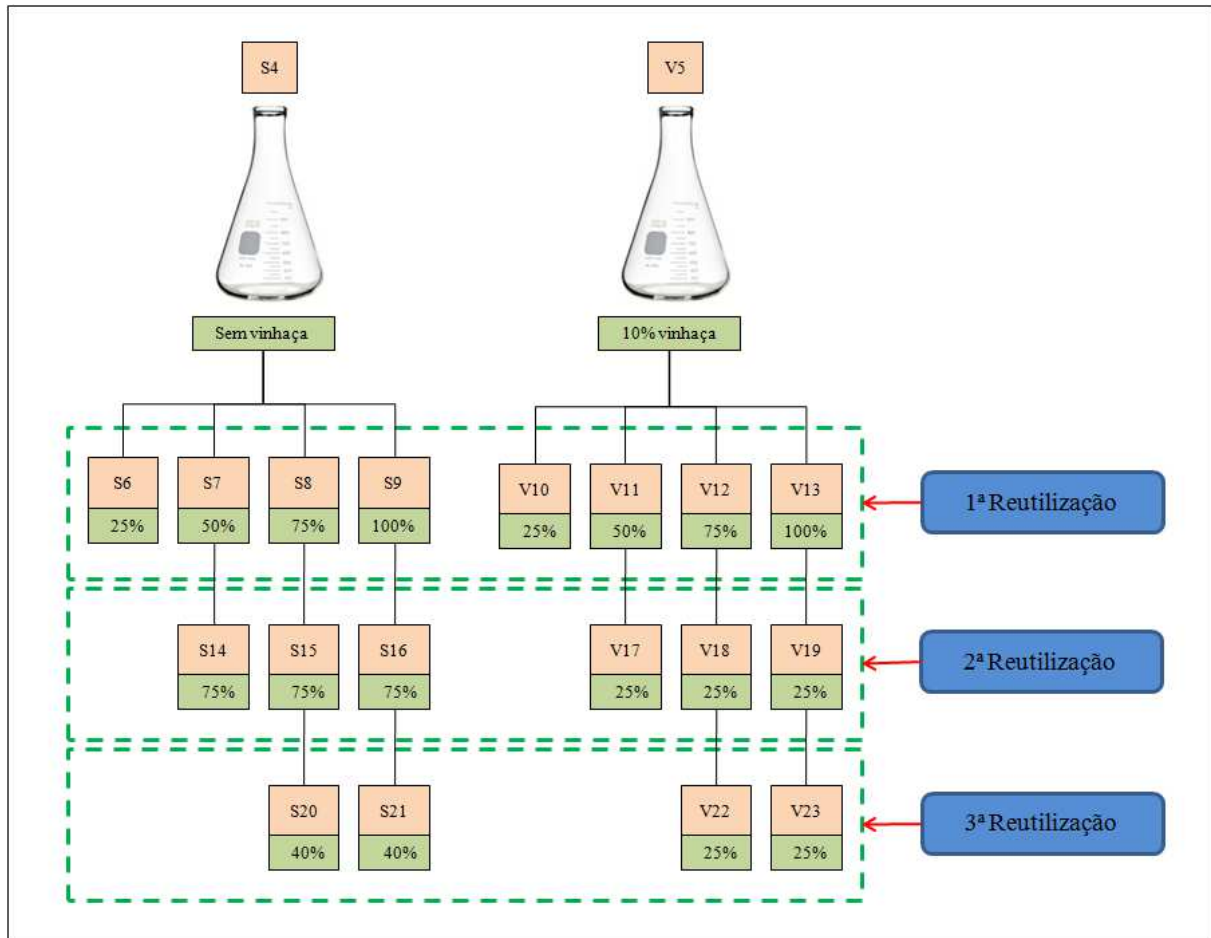 S4
V5
Sem vinhaça
10% vinhaça
S6
S7
S8
S9
25%
50%
75%
100%
V10
V11
V12
V13
25%
50%
75%
100%
1ª Reutilização
S14
S15
S16
75%
75%
75%
V17
V18
V19
25%
25%
25%
2ª Reutilização
S20
S21
40%
40%
V22
V23
25%
25%
3ª Reutilização